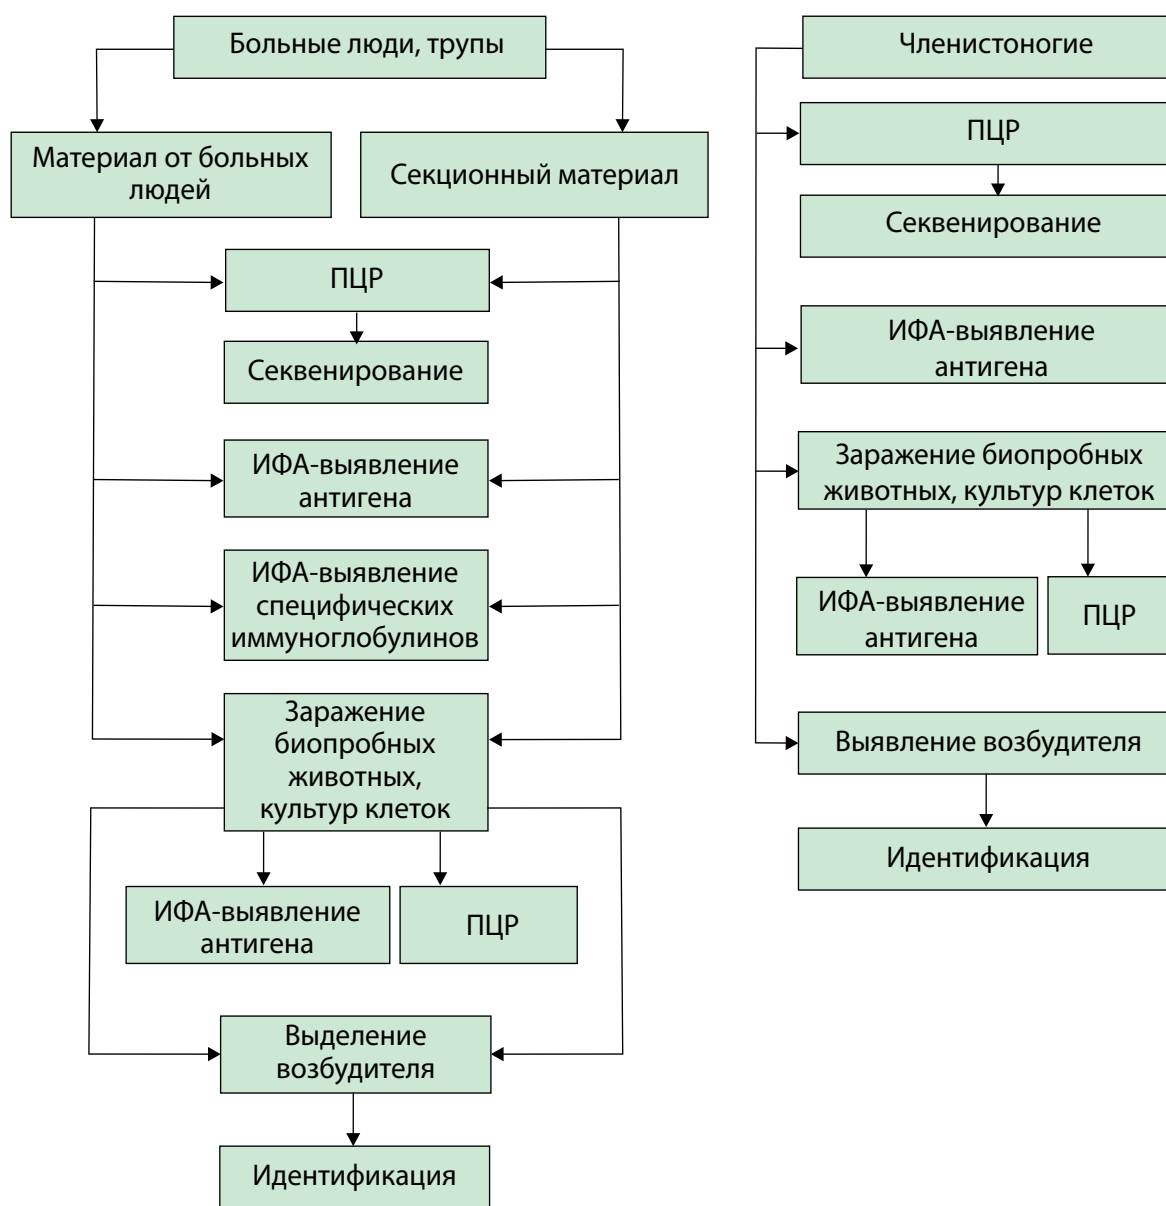 Больные люди, трупы
Материал от больных
людей
Секционный материал
ПЦР
Секвенирование
ИФА-выявление
антигена
ИФА-выявление
специфических
иммуноглобулинов
Заражение
биопробных
животных,
культур клеток
ИФА-выявление
антигена
ПЦР
Выделение
возбудителя
Идентификация
Членистоногие
ПЦР
Секвенирование
ИФА-выявление
антигена
Заражение биопробных
животных, культур клеток
ИФА-выявление
антигена
ПЦР
Выявление возбудителя
Идентификация